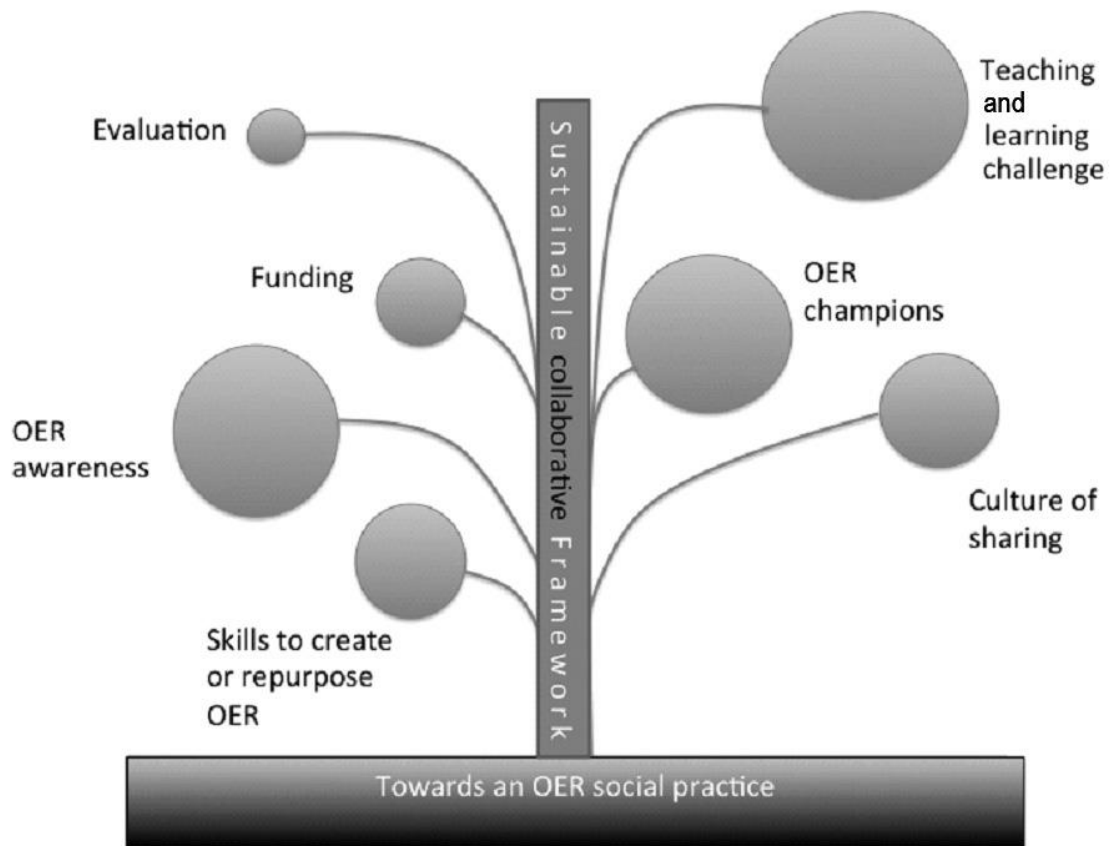 Teaching
and
learning
challenge
Evaluation
Funding
OER
champions
OER
awareness
Culture of
sharing
Skills to create
or repurpose
OER
Sustainable collaborative Framework
Towards an OER social practice